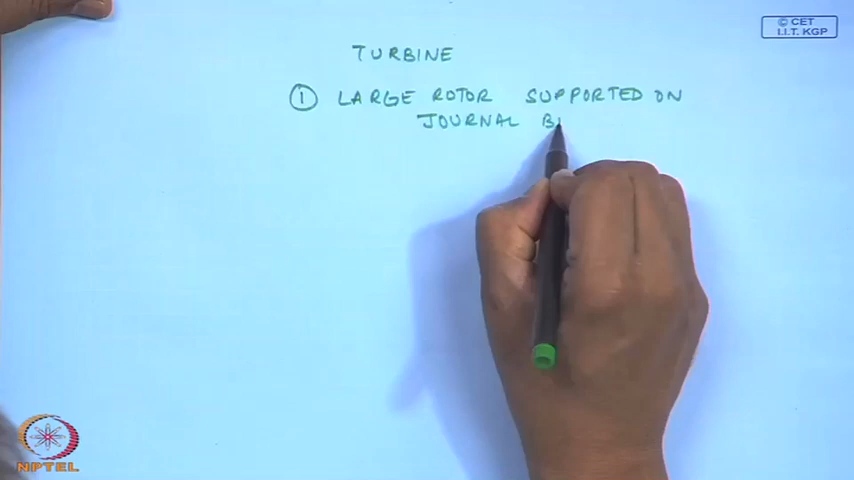 © CET
I.I.T. KGP
TURBINE
① LARGE ROTOR SUPPORTED ON
JOURNAL B
NPTEL